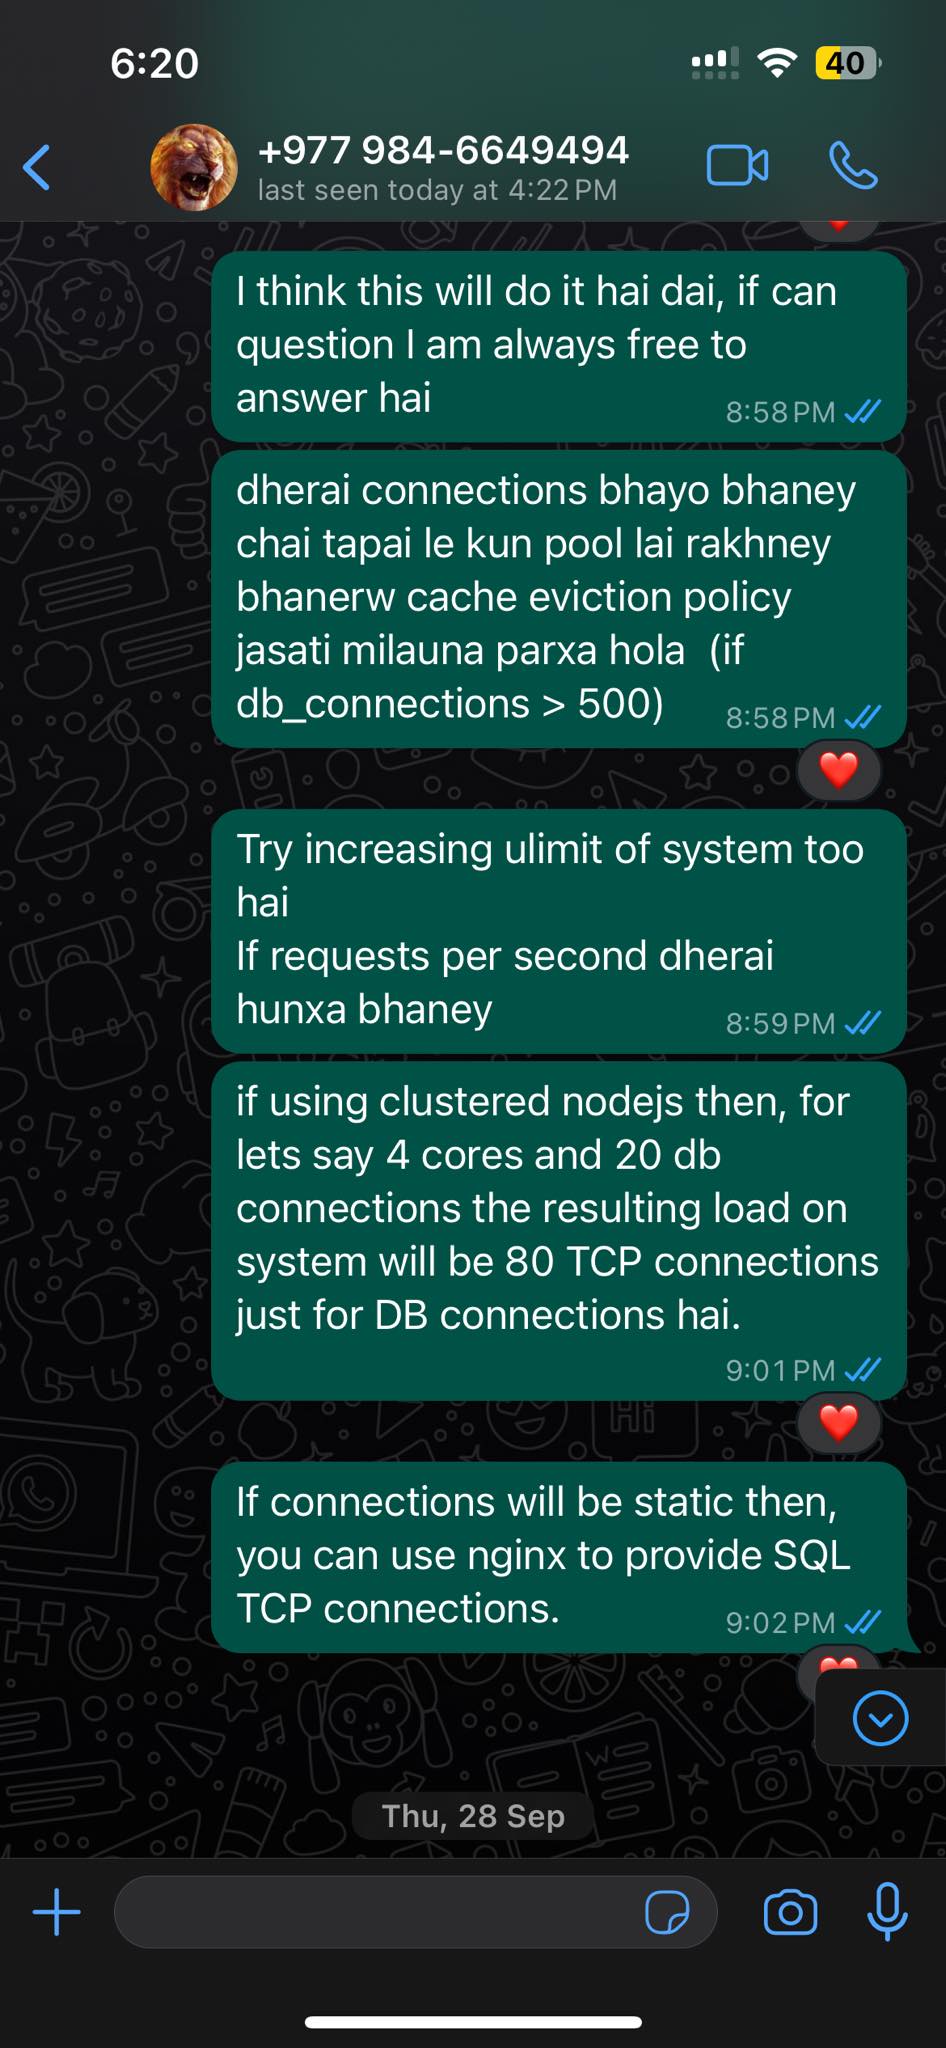 6:20
40
+977 984-6649494
last seen today at 4:22 PM
I think this will do it hai dai, if can
question I am always free to
answer hai
8:58 PM
dherai connections bhayo bhaney
chai tapai le kun pool lai rakhney
bhanerw cache eviction policy
jasati milauna parxa hola  (if
db_connections > 500)
8:58 PM
Try increasing ulimit of system too
hai
If requests per second dherai
hunxa bhaney
8:59 PM
if using clustered nodejs then, for
lets say 4 cores and 20 db
connections the resulting load on
system will be 80 TCP connections
just for DB connections hai.
9:01 PM
If connections will be static then,
you can use nginx to provide SQL
TCP connections.
9:02 PM
Thu, 28 Sep